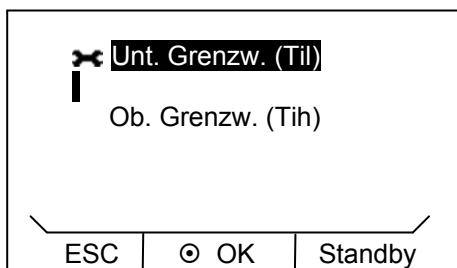 Unt. Grenzw. (Til)
Ob. Grenzw. (Tih)
ESC ⊙ OK Standby